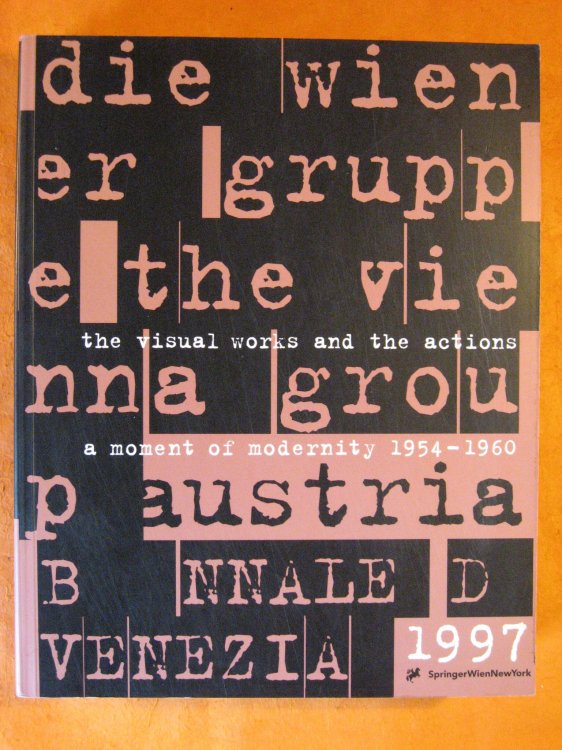 die wien
er grupp
e the vie
the visual works and the actions
nna grou
a moment of modernity 1954-1960
p austria
B NNALE D
VENEZIA
1997
SpringerWienNewYork